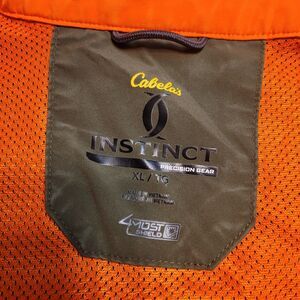 Cabela's
INSTINCT
PRECISION GEAR
XL / TG
4MOST
SHIELD